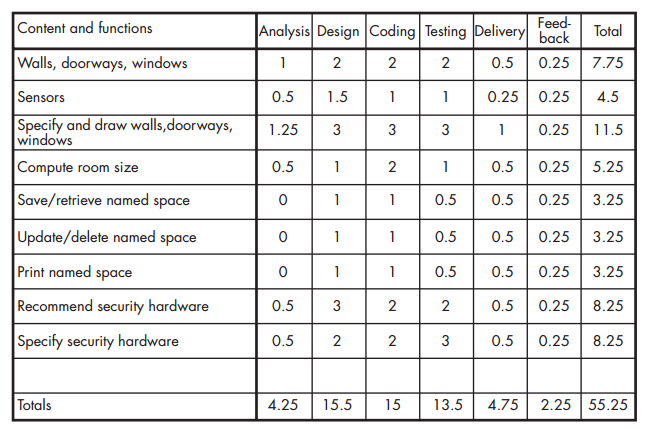 Content and functions Analysis Design Coding Testing Delivery Feed-back Total
Walls, doorways, windows 1 2 2 2 0.5 0.25 7.75
Sensors 0.5 1.5 1 1 0.25 0.25 4.5
Specify and draw walls,doorways, windows 1.25 3 3 3 1 0.25 11.5
Compute room size 0.5 1 2 1 0.5 0.25 5.25
Save/retrieve named space 0 1 1 0.5 0.5 0.25 3.25
Update/delete named space 0 1 1 0.5 0.5 0.25 3.25
Print named space 0 1 1 0.5 0.5 0.25 3.25
Recommend security hardware 0.5 3 2 2 0.5 0.25 8.25
Specify security hardware 0.5 2 2 3 0.5 0.25 8.25
Totals 4.25 15.5 15 13.5 4.75 2.25 55.25